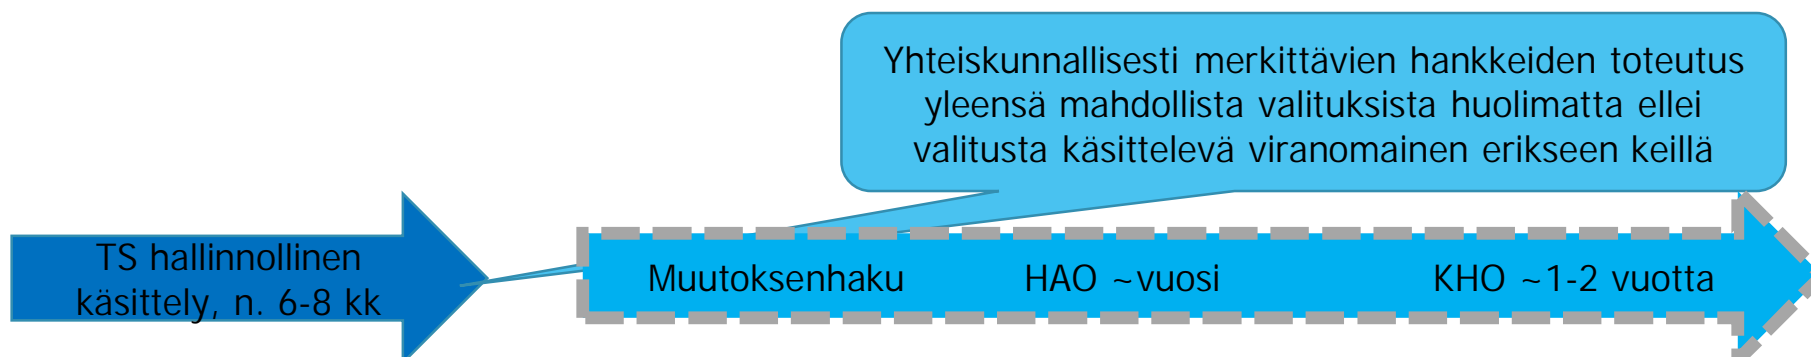 Yhteiskunnallisesti merkittävien hankkeiden toteutus
yleensä mahdollista valituksista huolimatta ellei
valitusta käsittelevä viranomainen erikseen keillä
TS hallinnollinen
käsittely, n. 6-8 kk
Muutoksenhaku HAO ~vuosi KHO ~1-2 vuotta